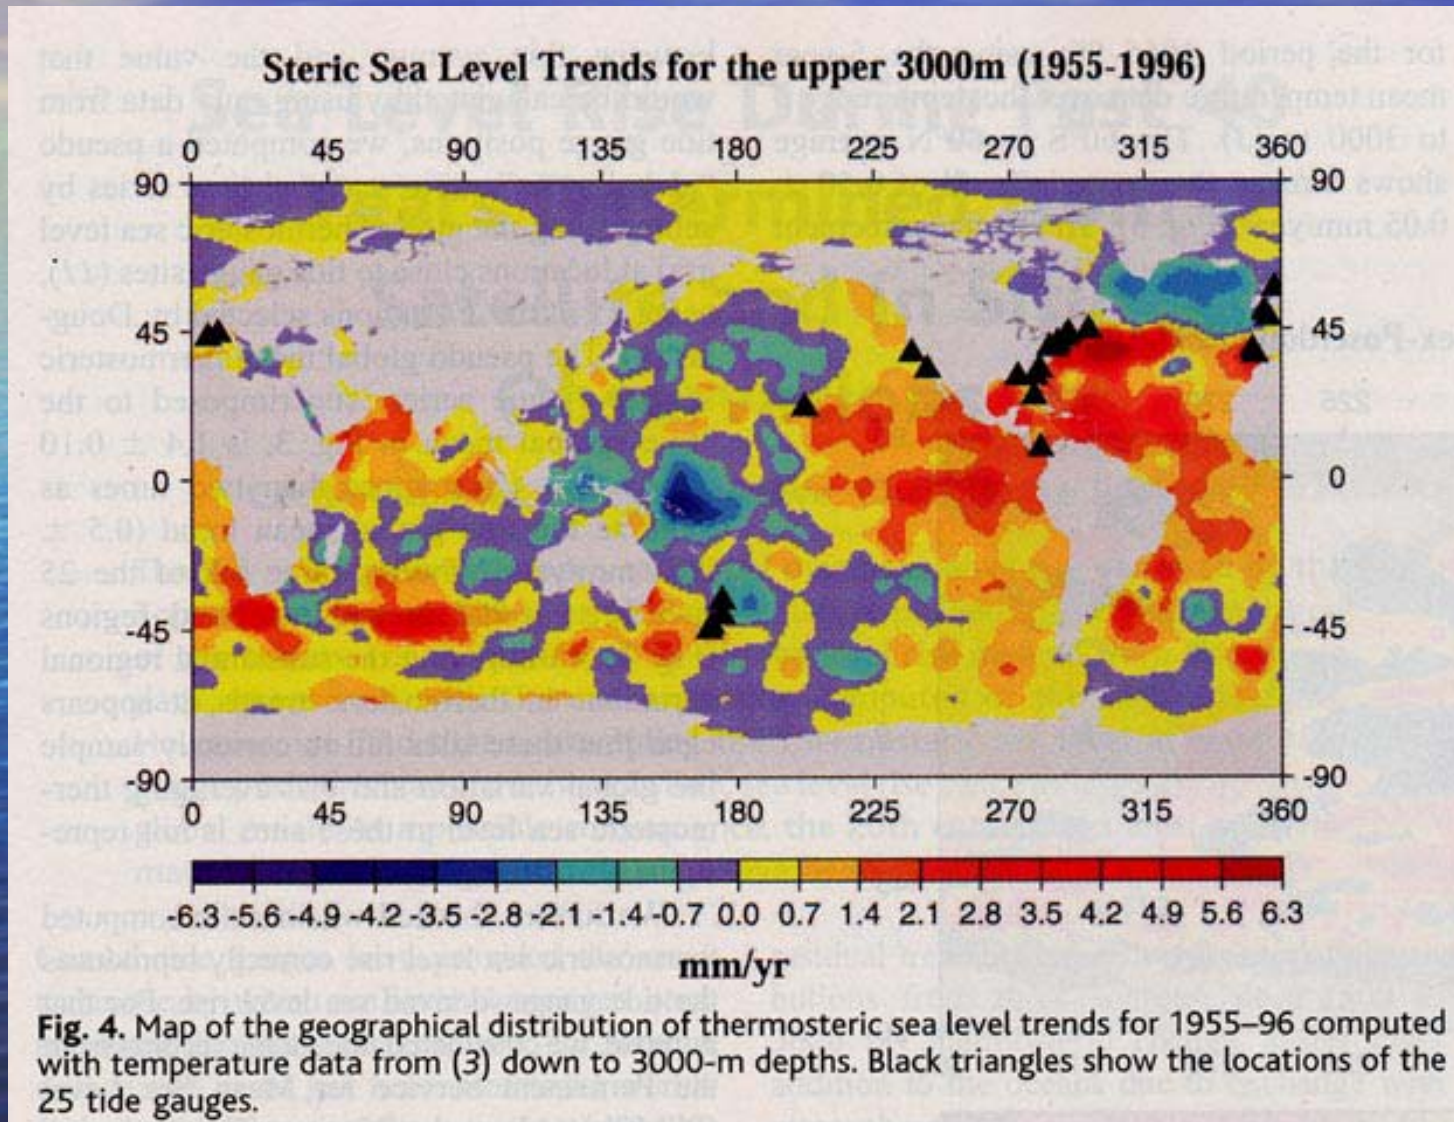 Steric Sea Level Trends for the upper 3000m (1955-1996)
0 45 90 135 180 225 270 315 360
90 90
45 45
0 0
-45 -45
-90 -90
0 45 90 135 180 225 270 315 360
-6.3 -5.6 -4.9 -4.2 -3.5 -2.8 -2.1 -1.4 -0.7 0.0 0.7 1.4 2.1 2.8 3.5 4.2 4.9 5.6 6.3
mm/yr
Fig. 4. Map of the geographical distribution of thermosteric sea level trends for 1955–96 computed
with temperature data from (3) down to 3000-m depths. Black triangles show the locations of the
25 tide gauges.